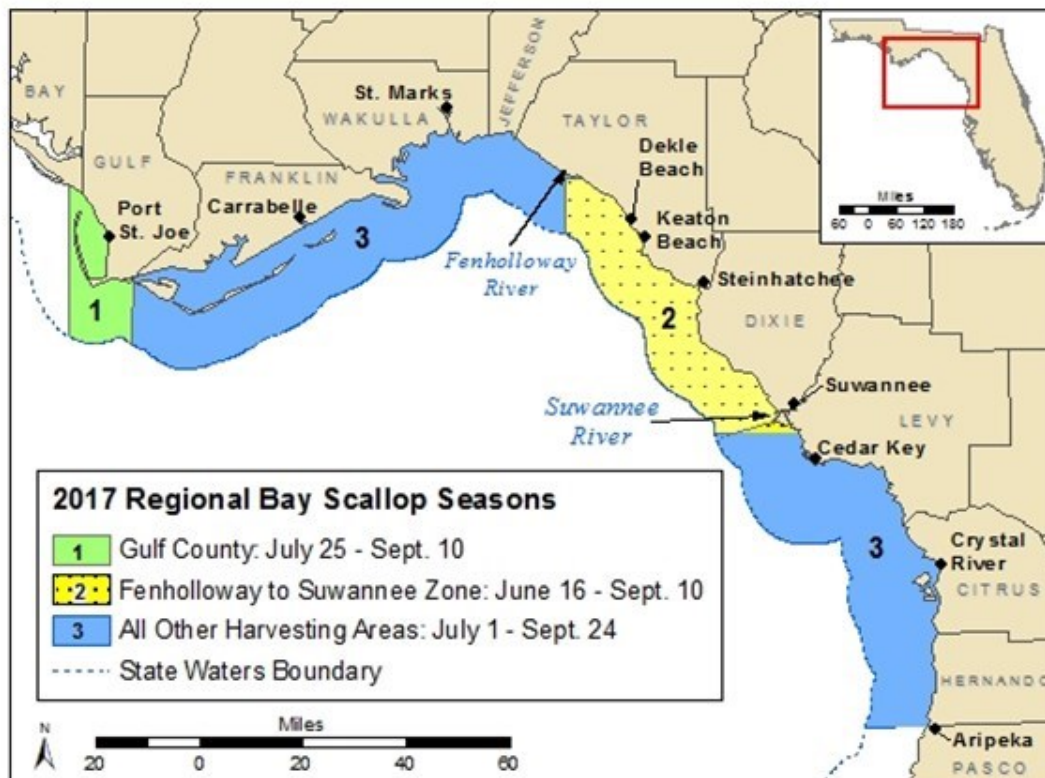 BAY
GULF
FRANKLIN
WAKULLA
JEFFERSON
TAYLOR
St. Marks
Carrabelle
Port
St. Joe
Dekle
Beach
Keaton
Beach
Steinhatchee
DIXIE
Fenholloway
River
Suwannee
River
Suwannee
LEVY
Cedar Key
Crystal
River
CITRUS
HERNANDO
Aripeka
PASCO
1
3
2
3
Miles
60 0 60 120 180
2017 Regional Bay Scallop Seasons
1 Gulf County: July 25 - Sept. 10
2 Fenholloway to Suwannee Zone: June 16 - Sept. 10
3 All Other Harvesting Areas: July 1 - Sept. 24
State Waters Boundary
N
Miles
20 0 20 40 60